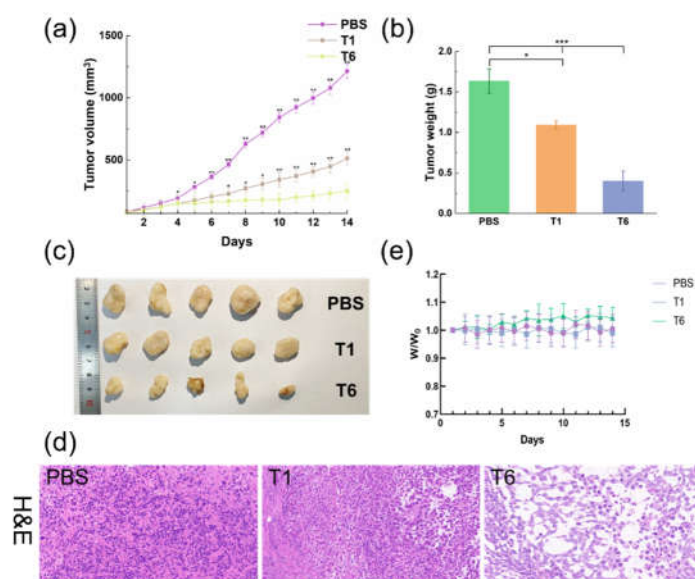 (a)
PBS
T1
T6
1500
1250
1000
750
500
250
Tumor volume (mm³)
2 4 6 8 10 12 14
Days
(b)
***
*
2.0
1.5
1.0
0.5
0.0
Tumor weight (g)
PBS T1 T6
(c)
PBS
T1
T6
(e)
PBS
T1
T6
1.2
1.1
1.0
0.9
0.8
0.7
W/W₀
0 5 10 15
Days
(d)
H&E
PBS T1 T6